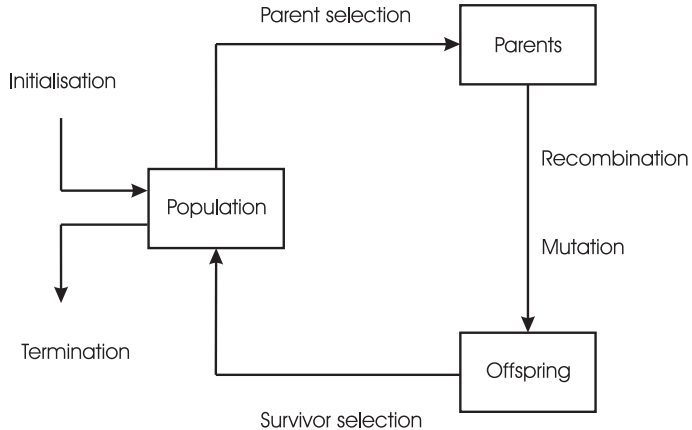 Parent selection
Parents
Initialisation
Recombination
Population
Mutation
Termination
Offspring
Survivor selection